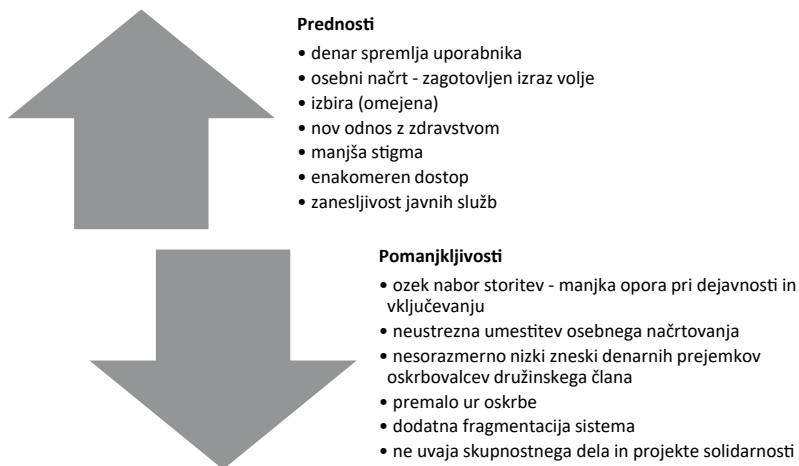 Prednosti
• denar spremlja uporabnika
• osebni načrt - zagotovljen izraz volje
• izbira (omejena)
• nov odnos z zdravstvom
• manjša stigma
• enakomeren dostop
• zanesljivost javnih služb
Pomanjkljivosti
• ozek nabor storitev - manjka opora pri dejavnosti in
vključevanju
• neustrezna umestitev osebnega načrtovanja
• nesorazmerno nizki zneski denarnih prejemkov
oskrbovalcev družinskega člana
• premalo ur oskrbe
• dodatna fragmentacija sistema
• ne uvaja skupnostnega dela in projekte solidarnosti